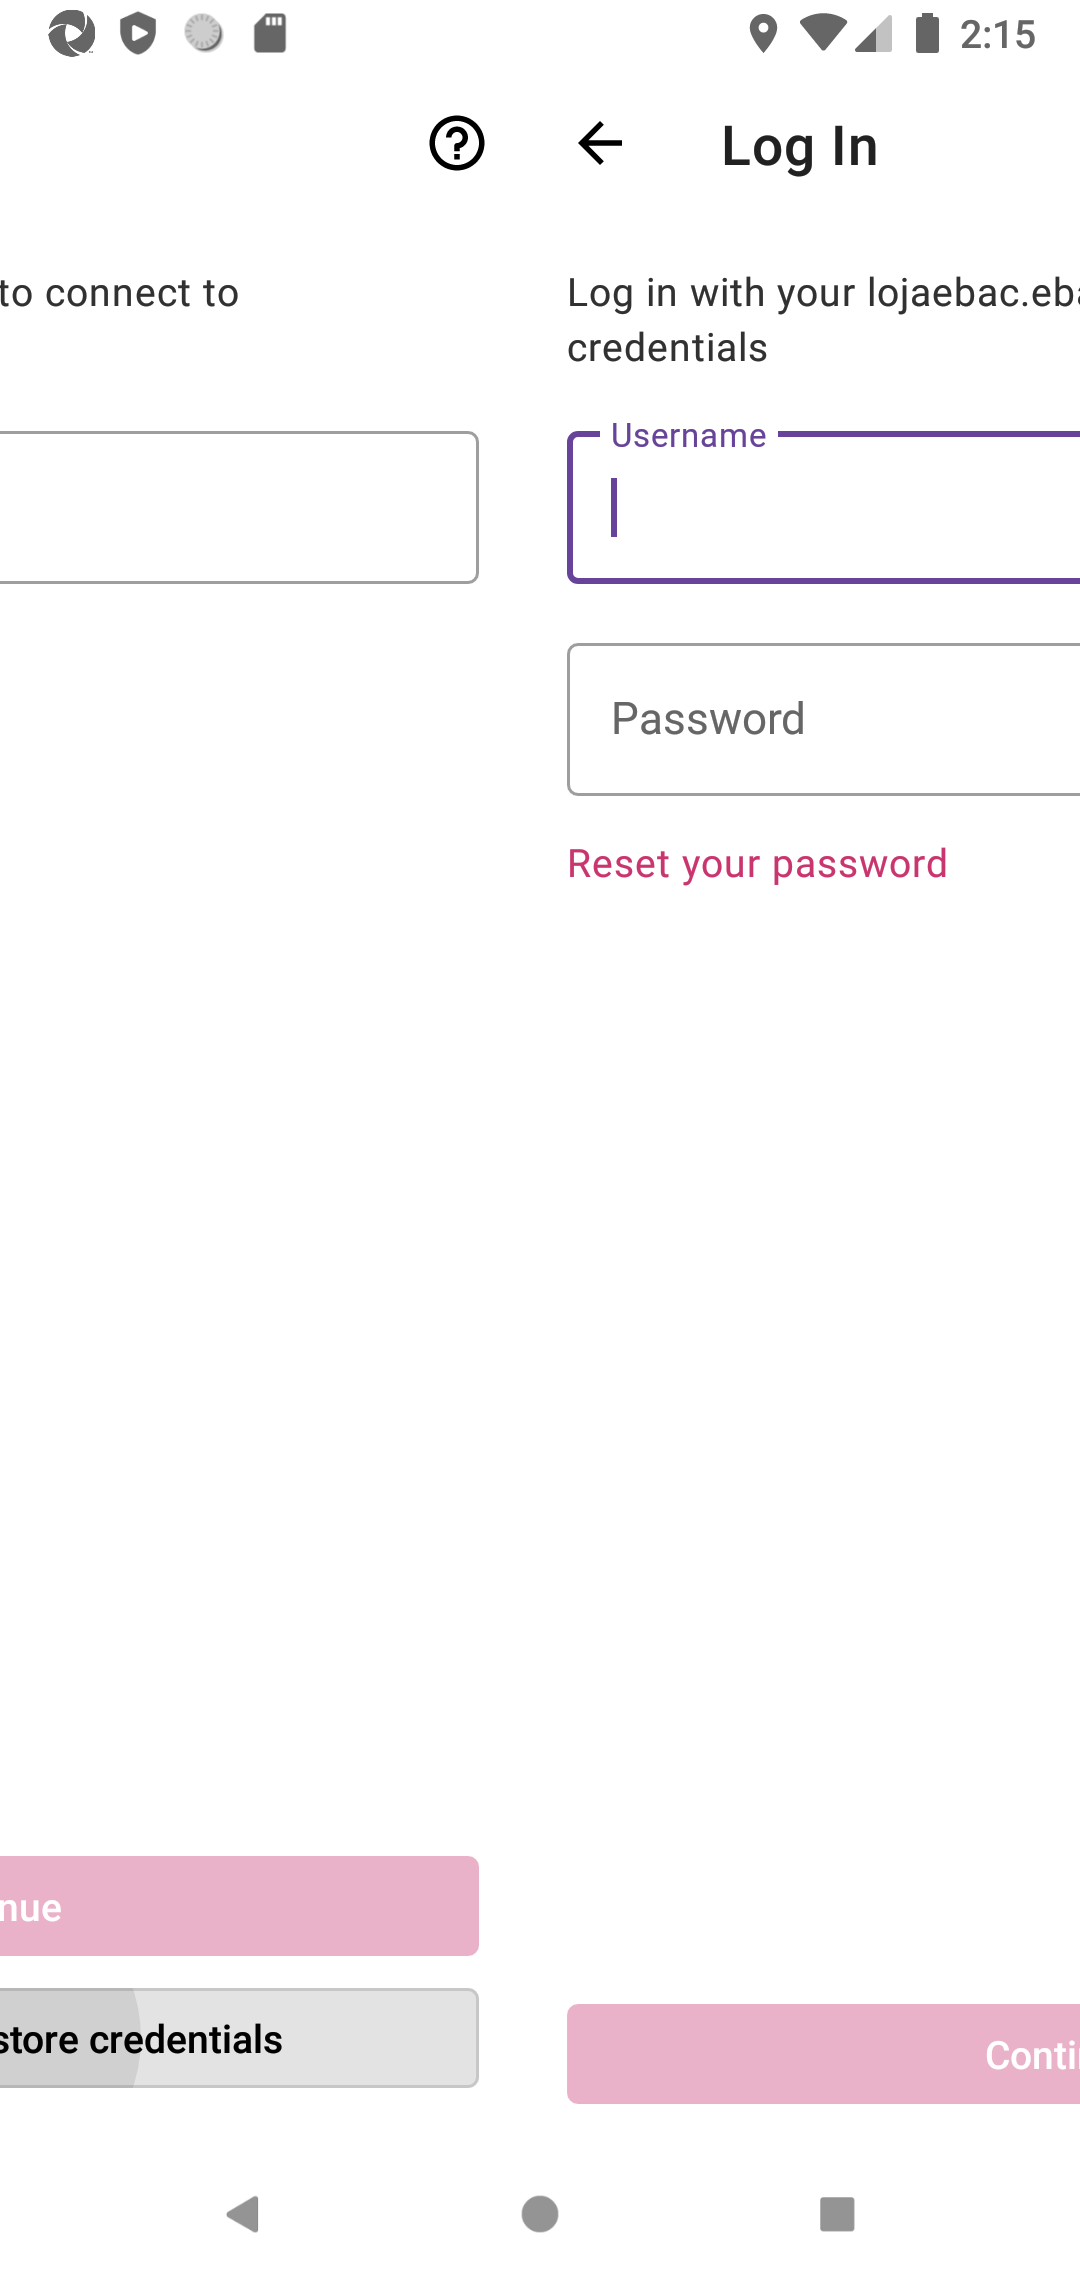 2:15
Log In
to connect to
Log in with your lojaebac.eb
credentials
Username
Password
Reset your password
nue
store credentials
Conti